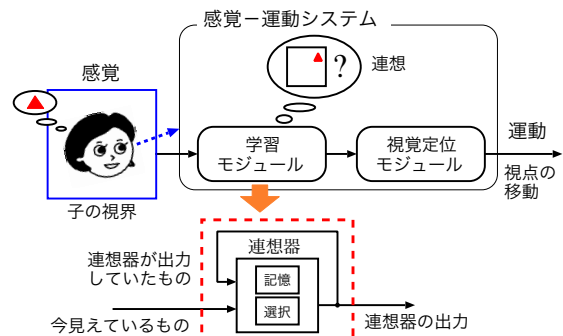 感覚－運動システム
感覚
?
連想
学習
モジュール
視覚定位
モジュール
運動
視点の
移動
子の視界
連想器
連想器が出力
していたもの
記憶
選択
今見えているもの
連想器の出力